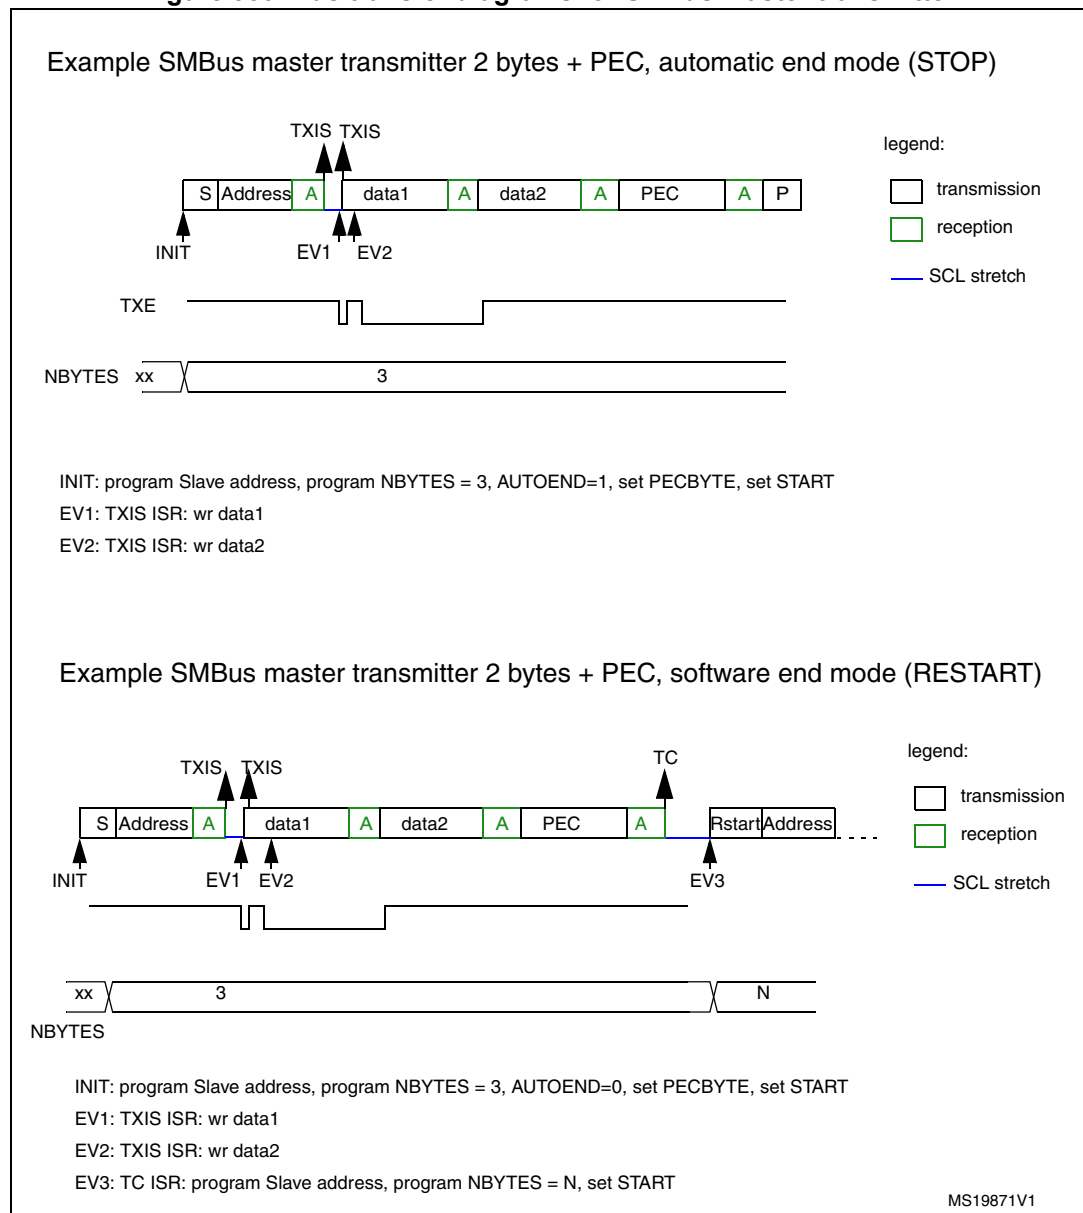 Example SMBus master transmitter 2 bytes + PEC, automatic end mode (STOP)
TXIS TXIS
legend:
transmission
reception
SCL stretch
S Address A data1 A data2 A PEC A P
INIT EV1 EV2
TXE
NBYTES xx 3
INIT: program Slave address, program NBYTES = 3, AUTOEND=1, set PECBYTE, set START
EV1: TXIS ISR: wr data1
EV2: TXIS ISR: wr data2
Example SMBus master transmitter 2 bytes + PEC, software end mode (RESTART)
TXIS TXIS TC
legend:
transmission
reception
SCL stretch
S Address A data1 A data2 A PEC A Rstart Address
INIT EV1 EV2 EV3
xx 3 N
NBYTES
INIT: program Slave address, program NBYTES = 3, AUTOEND=0, set PECBYTE, set START
EV1: TXIS ISR: wr data1
EV2: TXIS ISR: wr data2
EV3: TC ISR: program Slave address, program NBYTES = N, set START
MS19871V1